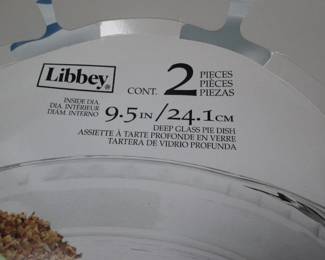 Libbey®
CONT. 2 PIECES
PIÈCES
PIEZAS
INSIDE DIA.
DIA. INTÉRIEUR
DIÁM. INTERNO
9.5 IN / 24.1 CM
DEEP GLASS PIE DISH
ASSIETTE À TARTE PROFONDE EN VERRE
TARTERA DE VIDRIO PROFUNDA